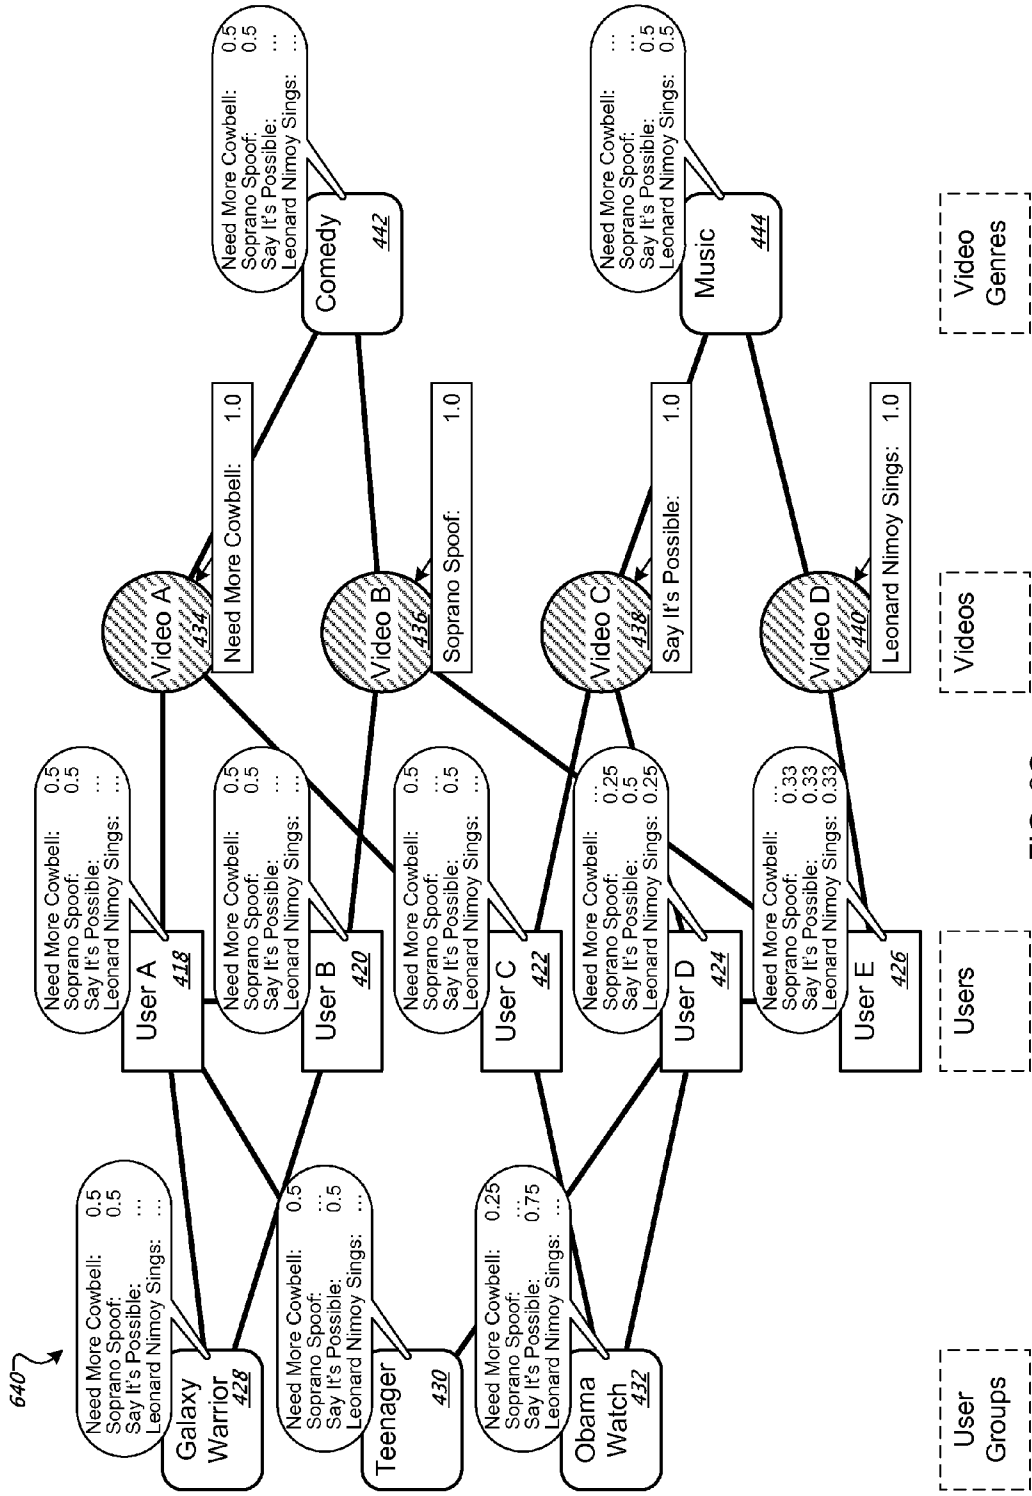 640
Need More Cowbell: 0.5
Soprano Spoof: 0.5
Say It's Possible: ...
Leonard Nimoy Sings: ...
Galaxy
Warrior
428
Need More Cowbell: 0.5
Soprano Spoof: ...
Say It's Possible: 0.5
Leonard Nimoy Sings: ...
Teenager
430
Need More Cowbell: 0.25
Soprano Spoof: ...
Say It's Possible: 0.75
Leonard Nimoy Sings: ...
Obama
Watch
432
User
Groups
Need More Cowbell: 0.5
Soprano Spoof: 0.5
Say It's Possible: ...
Leonard Nimoy Sings: ...
User A
418
Need More Cowbell: 0.5
Soprano Spoof: 0.5
Say It's Possible: ...
Leonard Nimoy Sings: ...
User B
420
Need More Cowbell: 0.5
Soprano Spoof: ...
Say It's Possible: 0.5
Leonard Nimoy Sings: ...
User C
422
Need More Cowbell: ...
Soprano Spoof: 0.25
Say It's Possible: 0.5
Leonard Nimoy Sings: 0.25
User D
424
Need More Cowbell: ...
Soprano Spoof: 0.33
Say It's Possible: 0.33
Leonard Nimoy Sings: 0.33
User E
426
Users
Video A
434
Need More Cowbell: 1.0
Video B
436
Soprano Spoof: 1.0
Video C
438
Say It's Possible: 1.0
Video D
440
Leonard Nimoy Sings: 1.0
Videos
Need More Cowbell: 0.5
Soprano Spoof: 0.5
Say It's Possible: ...
Leonard Nimoy Sings: ...
Comedy
442
Need More Cowbell: ...
Soprano Spoof: ...
Say It's Possible: 0.5
Leonard Nimoy Sings: 0.5
Music
444
Video
Genres